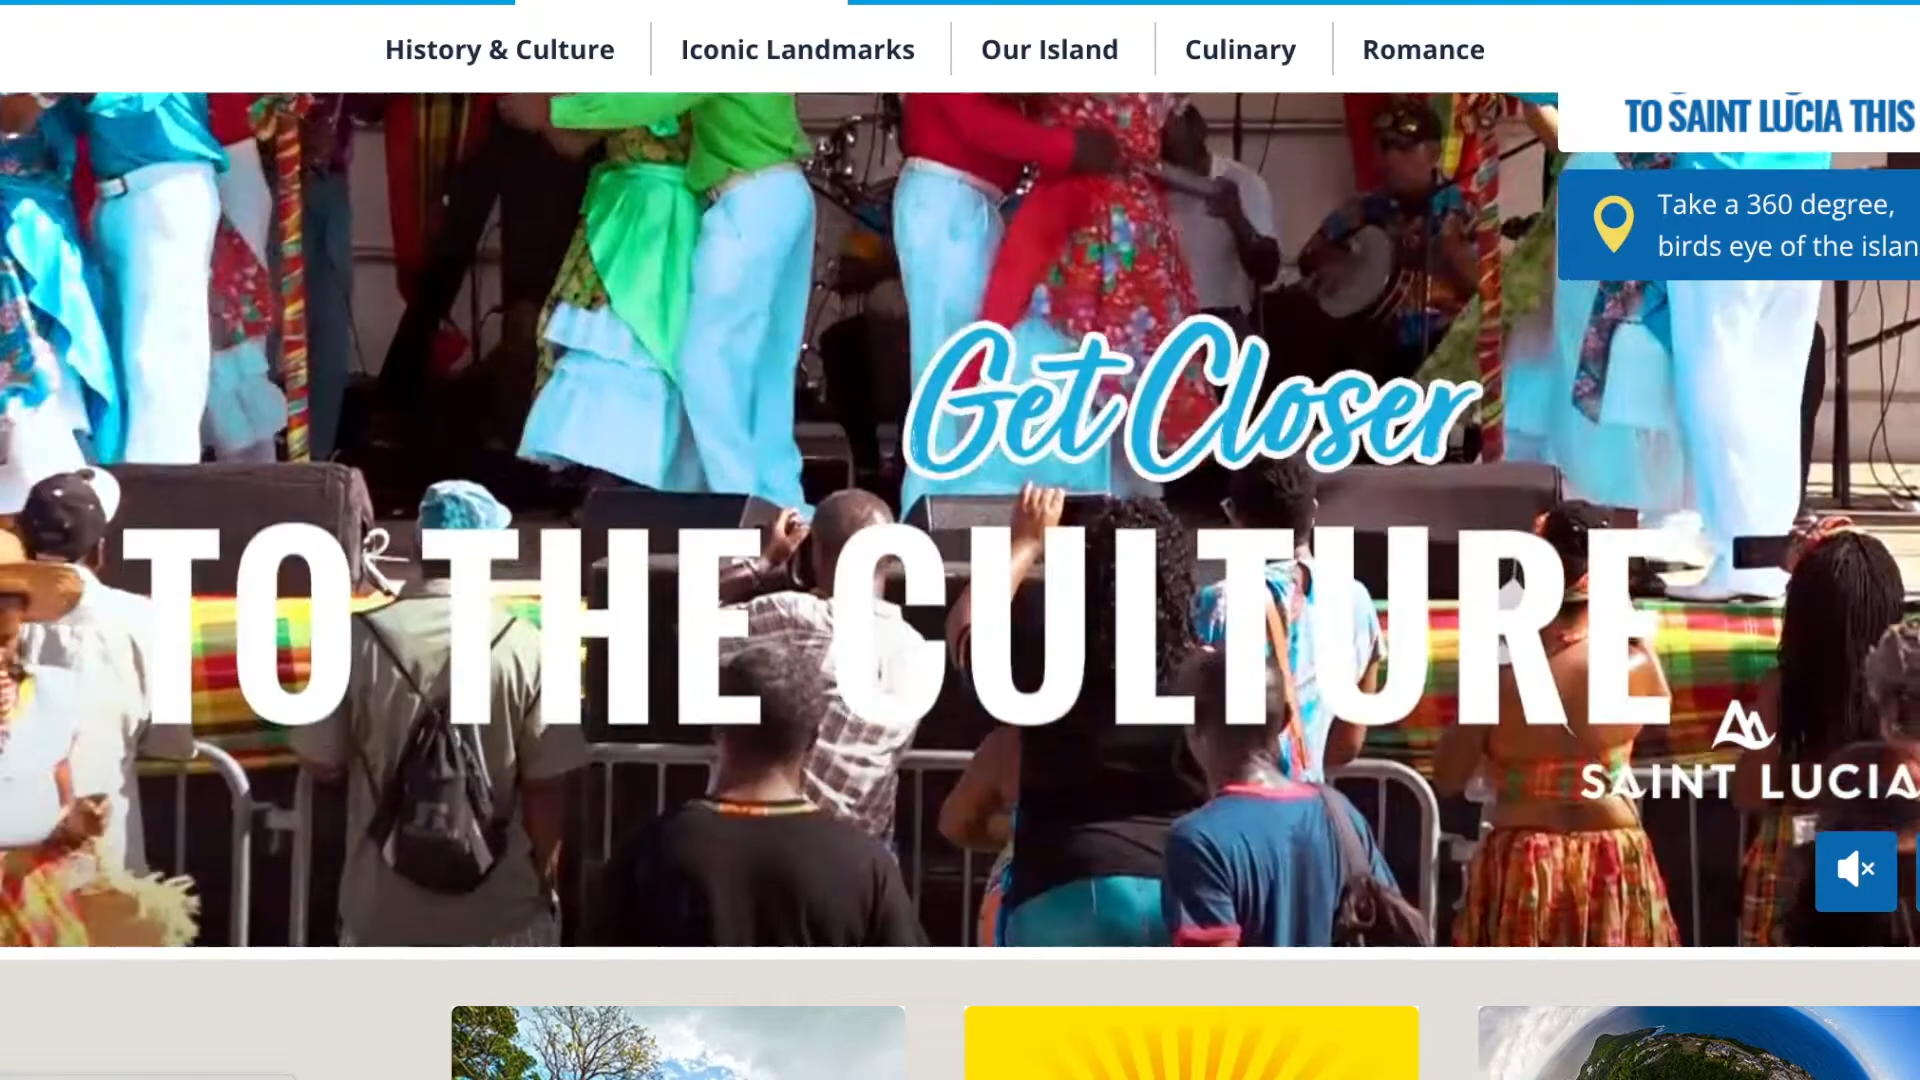 History & Culture
Iconic Landmarks
Our Island
Culinary
Romance
TO SAINT LUCIA THIS
Take a 360 degree,
birds eye of the islan
Get Closer
TO THE CULTURE
SAINT LUCIA